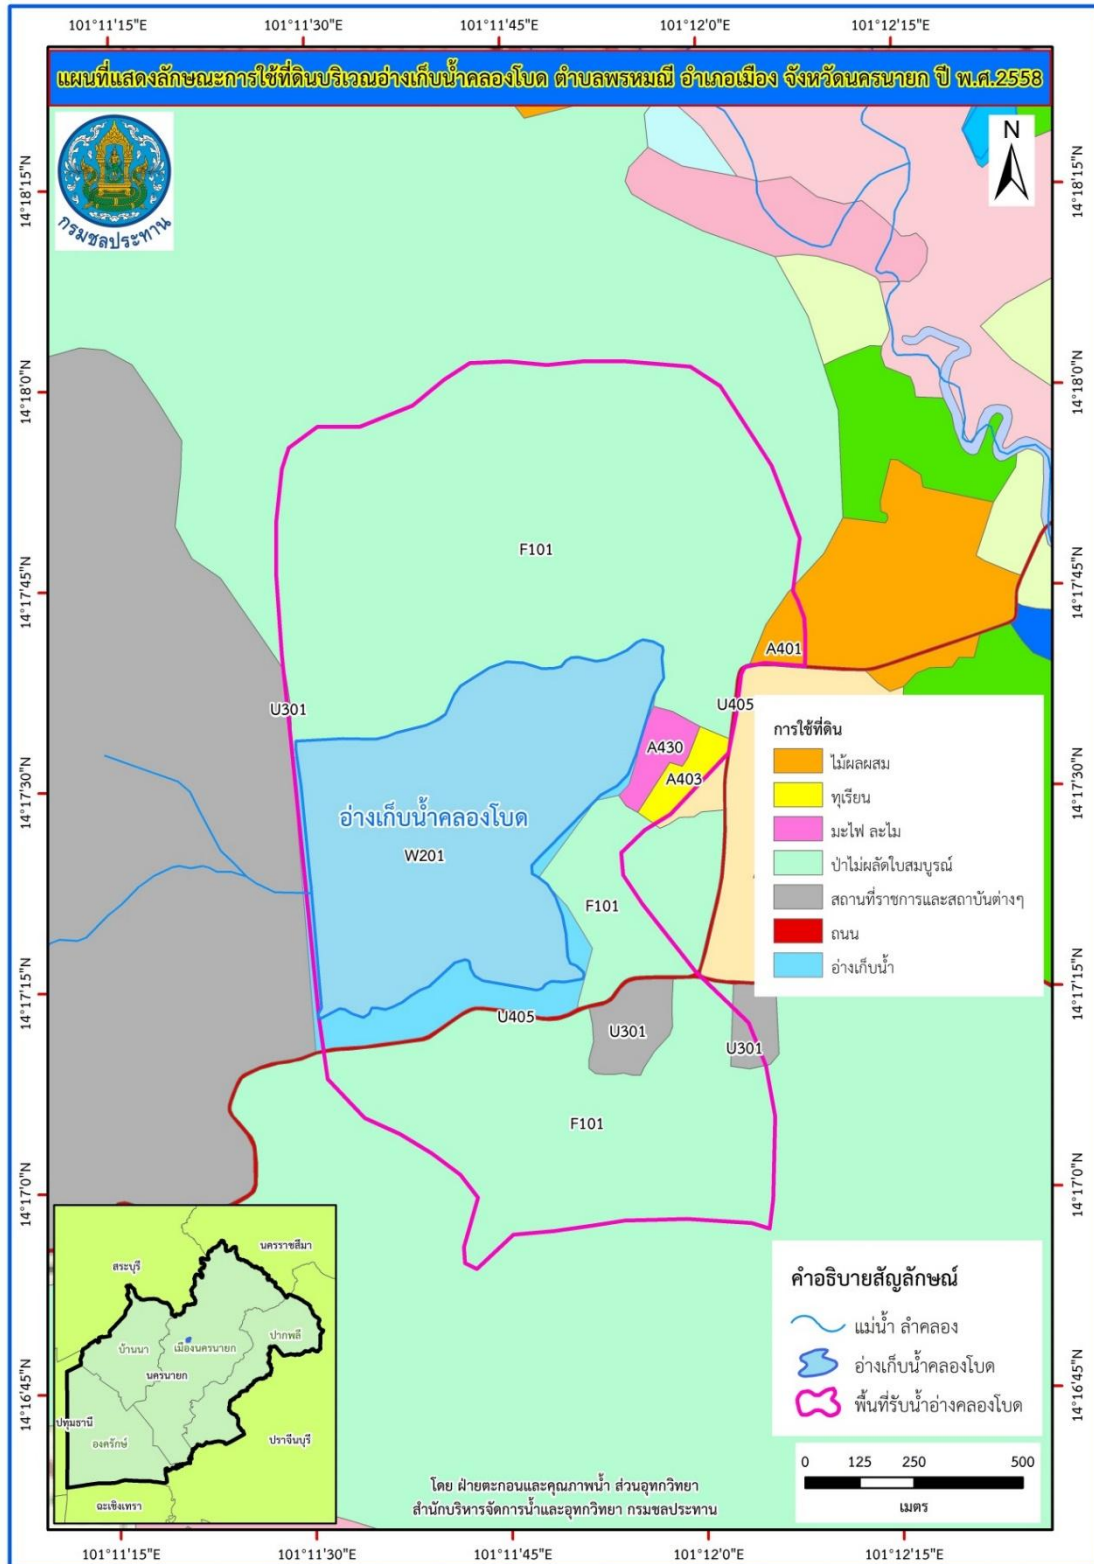 101°11'15"E 101°11'30"E 101°11'45"E 101°12'0"E 101°12'15"E
แผนที่แสดงลักษณะการใช้ที่ดินบริเวณอ่างเก็บน้ำคลองโบด ตำบลพรหมณี อำเภอเมือง จังหวัดนครนายก ปี พ.ศ.2558
กรมชลประทาน
N
14°18'15"N 14°18'15"N
14°18'0"N 14°18'0"N
F101
14°17'45"N 14°17'45"N
A401
U301
U405
A430
A403
14°17'30"N 14°17'30"N
อ่างเก็บน้ำคลองโบด
W201
F101
การใช้ที่ดิน
ไม้ผลผสม
ทุเรียน
มะไฟ ละไม
ป่าไม่ผลัดใบสมบูรณ์
สถานที่ราชการและสถาบันต่างๆ
ถนน
อ่างเก็บน้ำ
14°17'15"N 14°17'15"N
U405
U301
U301
F101
14°17'0"N 14°17'0"N
สระบุรี
นครราชสีมา
บ้านนา
เมืองนครนายก
ปากพลี
นครนายก
ปทุมธานี
องครักษ์
ปราจีนบุรี
ฉะเชิงเทรา
คำอธิบายสัญลักษณ์
แม่น้ำ ลำคลอง
อ่างเก็บน้ำคลองโบด
พื้นที่รับน้ำอ่างคลองโบด
14°16'45"N 14°16'45"N
0 125 250 500
เมตร
โดย ฝ่ายตะกอนและคุณภาพน้ำ ส่วนอุทกวิทยา
สำนักบริหารจัดการน้ำและอุทกวิทยา กรมชลประทาน
101°11'15"E 101°11'30"E 101°11'45"E 101°12'0"E 101°12'15"E